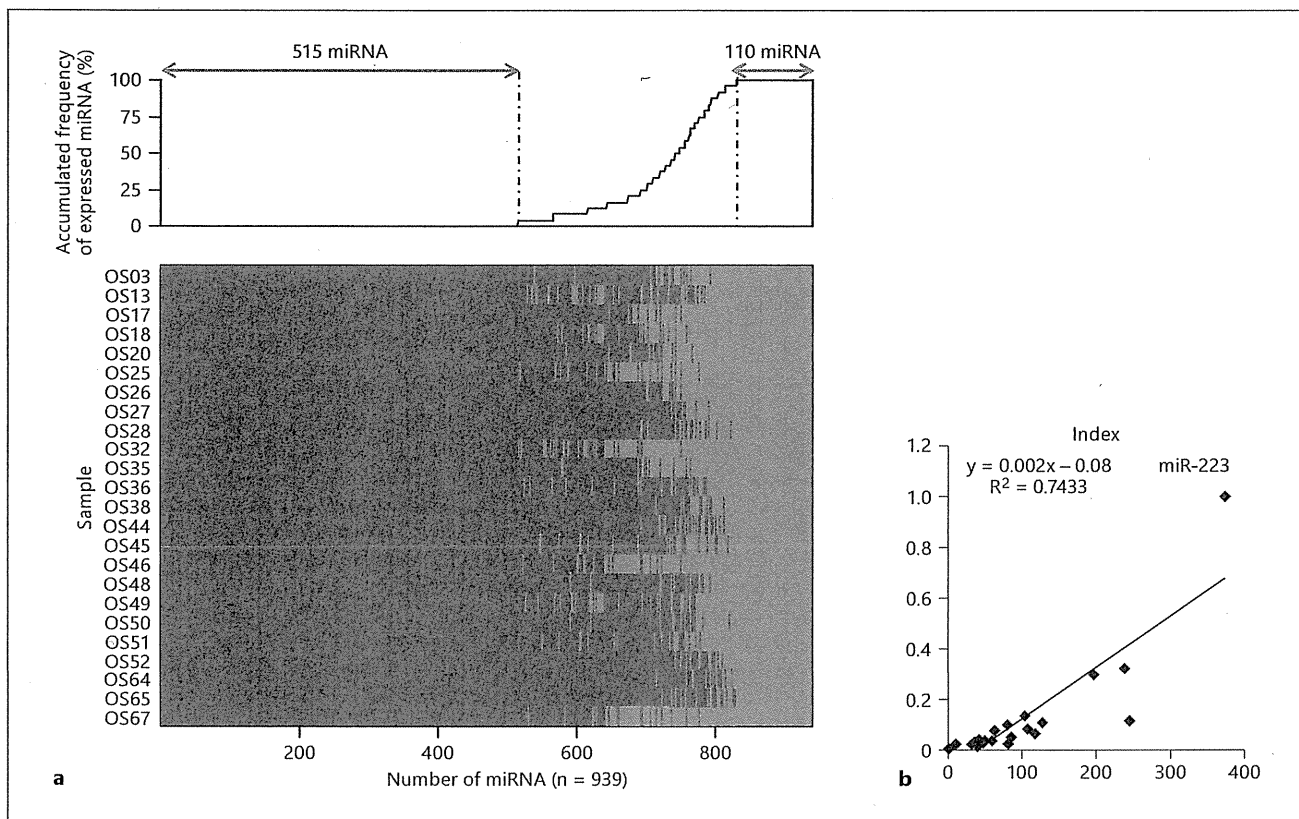 515 miRNA
110 miRNA
Accumulated frequency
of expressed miRNA (%)
100
75
50
25
0
Sample
OS03
OS13
OS17
OS18
OS20
OS25
OS26
OS27
OS28
OS32
OS35
OS36
OS38
OS44
OS45
OS46
OS48
OS49
OS50
OS51
OS52
OS64
OS65
OS67
200
400
600
800
a
Number of miRNA (n = 939)
Index
y = 0.002x – 0.08
R² = 0.7433
miR-223
1.2
1.0
0.8
0.6
0.4
0.2
0
0
100
200
300
400
b